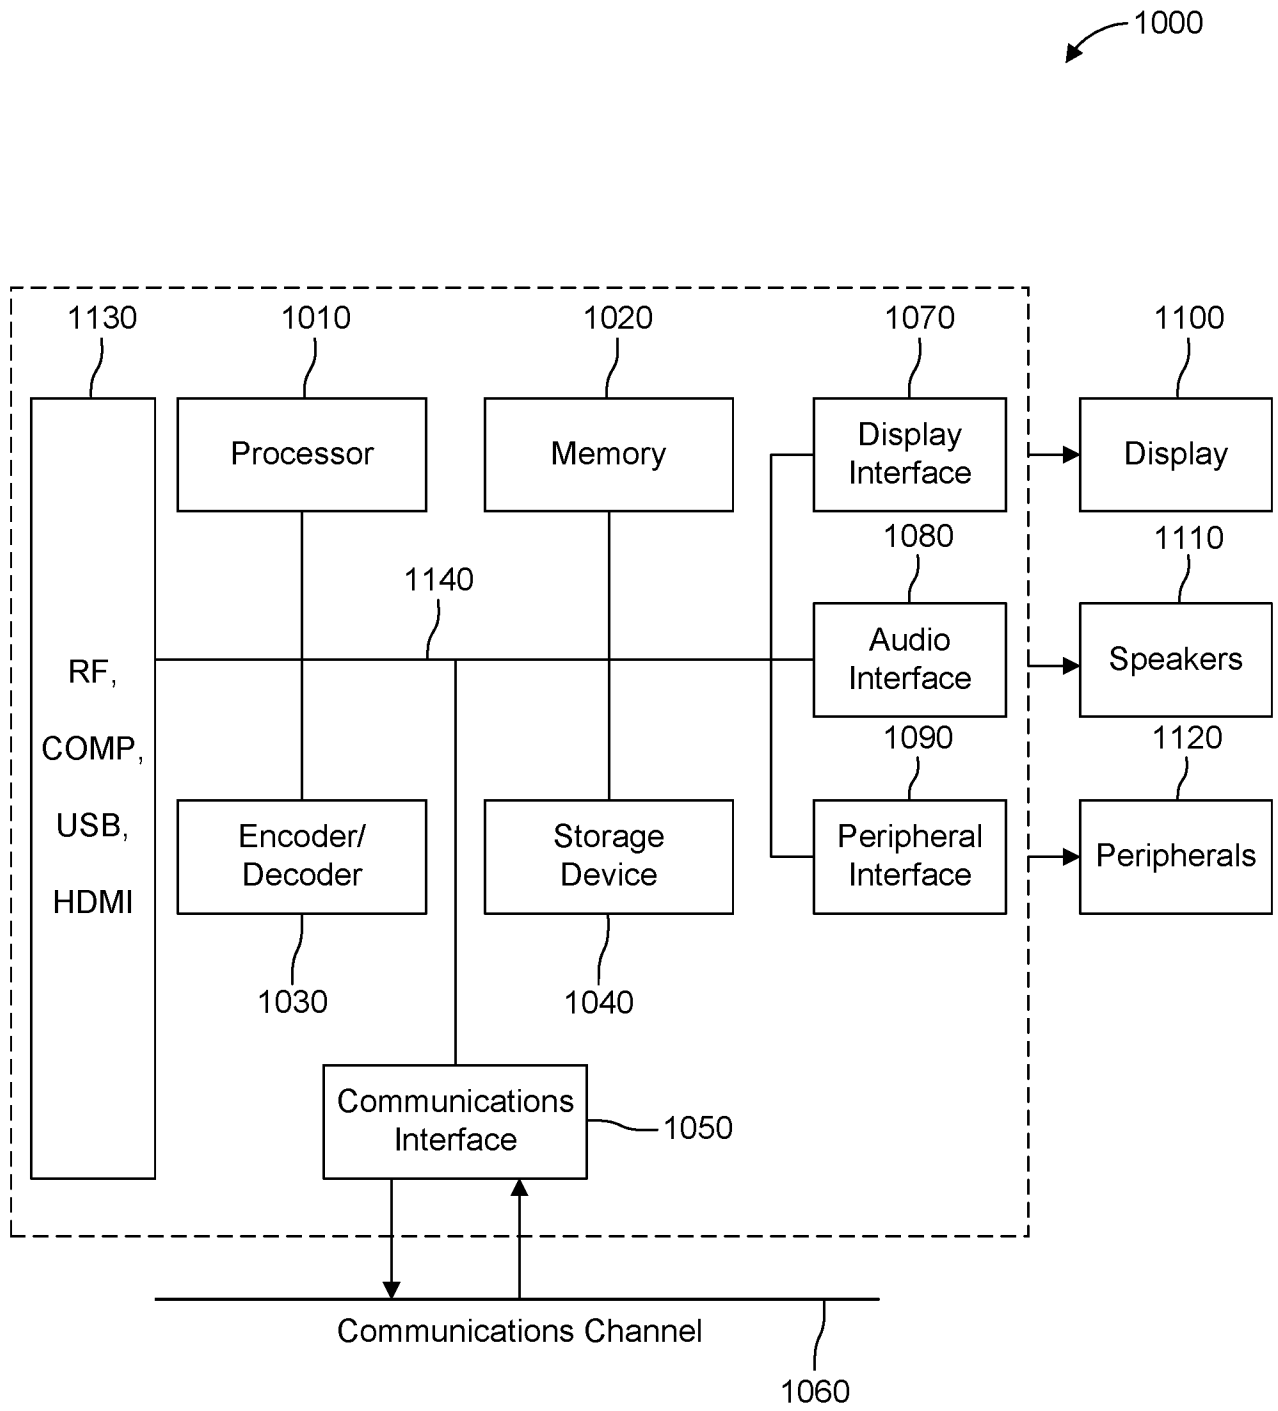 1000
1130
1010
1020
1070
1100
Processor
Memory
Display
Interface
Display
1080
1110
1140
RF,
COMP,
USB,
HDMI
Audio
Interface
Speakers
1090
1120
Encoder/
Decoder
Storage
Device
Peripheral
Interface
Peripherals
1030
1040
Communications
Interface
1050
Communications Channel
1060